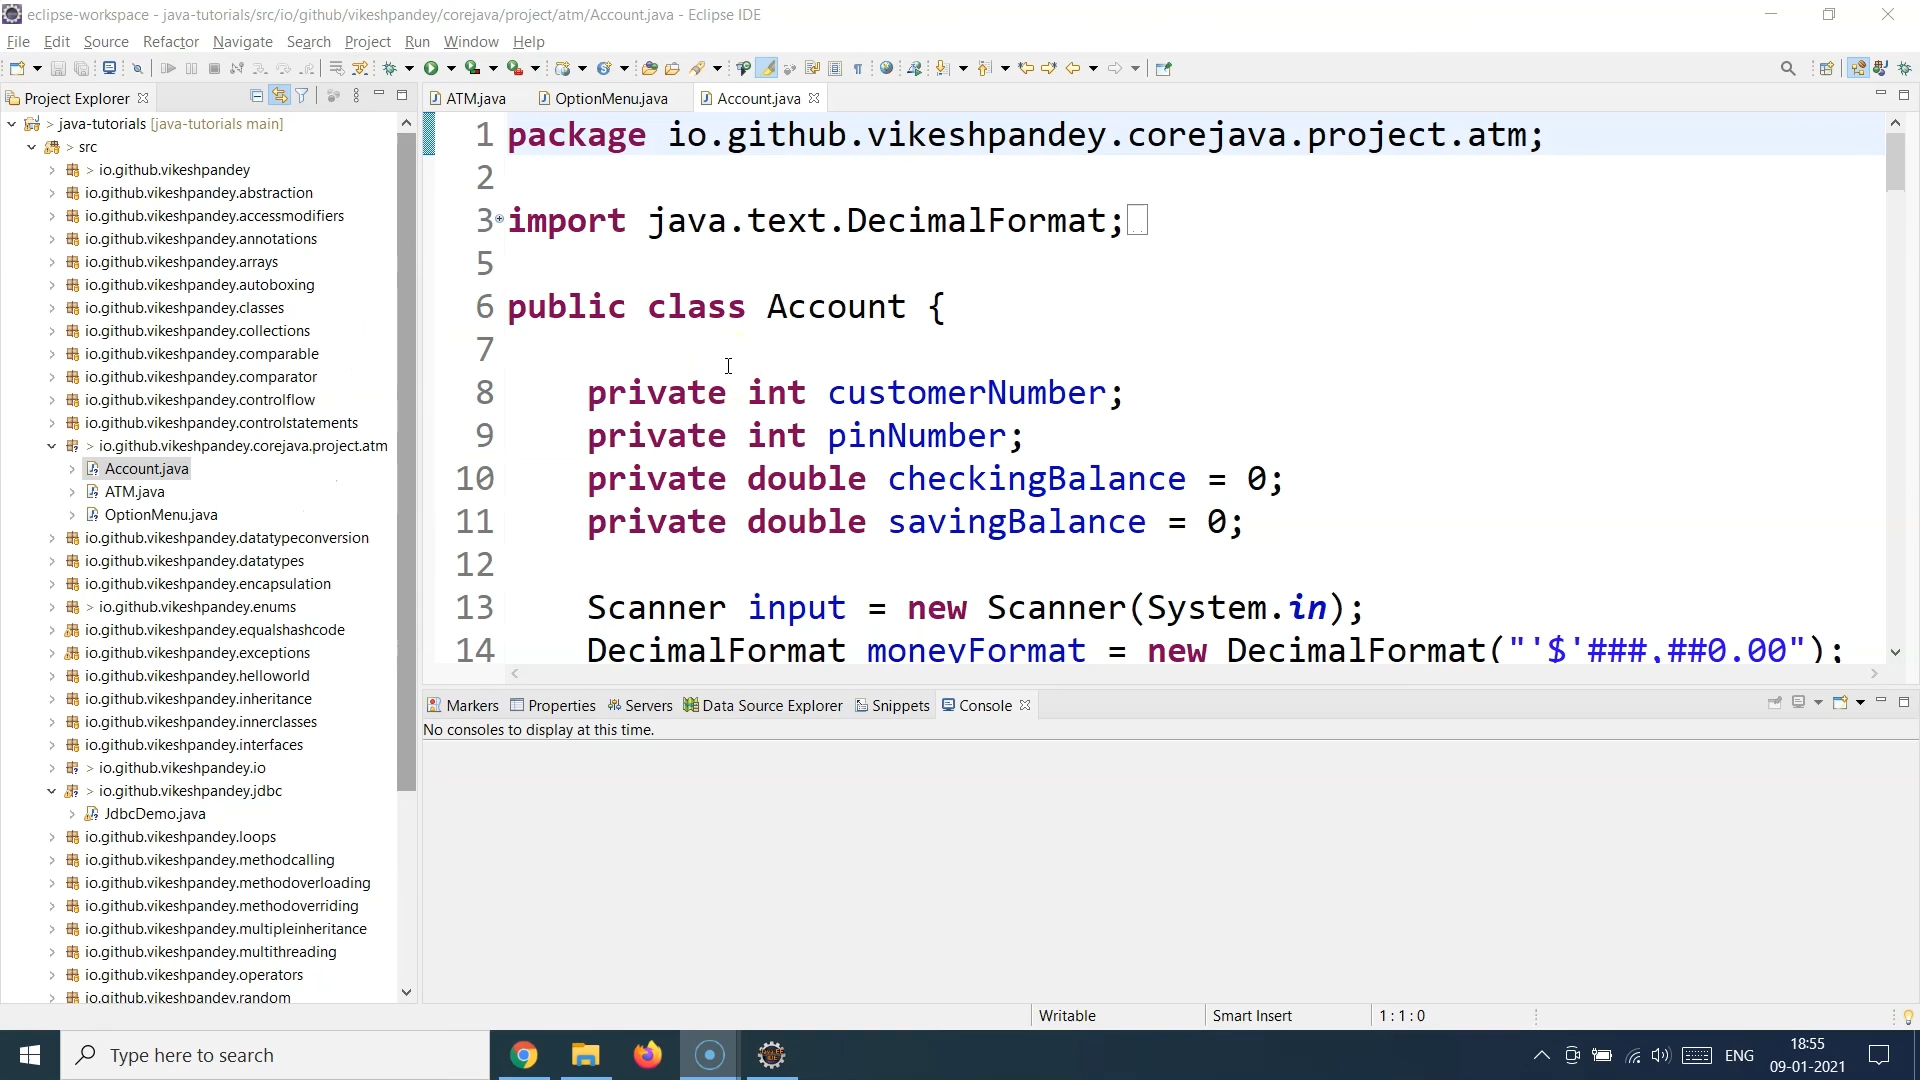 eclipse-workspace - java-tutorials/src/io/github/vikeshpandey/corejava/project/atm/Account.java - Eclipse IDE
File Edit Source Refactor Navigate Search Project Run Window Help
Project Explorer
ATM.java OptionMenu.java Account.java
> java-tutorials [java-tutorials main]
> src
> io.github.vikeshpandey
io.github.vikeshpandey.abstraction
io.github.vikeshpandey.accessmodifiers
io.github.vikeshpandey.annotations
io.github.vikeshpandey.arrays
io.github.vikeshpandey.autoboxing
io.github.vikeshpandey.classes
io.github.vikeshpandey.collections
io.github.vikeshpandey.comparable
io.github.vikeshpandey.comparator
io.github.vikeshpandey.controlflow
io.github.vikeshpandey.controlstatements
> io.github.vikeshpandey.corejava.project.atm
Account.java
ATM.java
OptionMenu.java
io.github.vikeshpandey.datatypeconversion
io.github.vikeshpandey.datatypes
io.github.vikeshpandey.encapsulation
> io.github.vikeshpandey.enums
io.github.vikeshpandey.equalshashcode
io.github.vikeshpandey.exceptions
io.github.vikeshpandey.helloworld
io.github.vikeshpandey.inheritance
io.github.vikeshpandey.innerclasses
io.github.vikeshpandey.interfaces
> io.github.vikeshpandey.io
> io.github.vikeshpandey.jdbc
JdbcDemo.java
io.github.vikeshpandey.loops
io.github.vikeshpandey.methodcalling
io.github.vikeshpandey.methodoverloading
io.github.vikeshpandey.methodoverriding
io.github.vikeshpandey.multipleinheritance
io.github.vikeshpandey.multithreading
io.github.vikeshpandey.operators
io.github.vikeshpandey.random
1 package io.github.vikeshpandey.corejava.project.atm;
2
3 import java.text.DecimalFormat;
5
6 public class Account {
7
8 private int customerNumber;
9 private int pinNumber;
10 private double checkingBalance = 0;
11 private double savingBalance = 0;
12
13 Scanner input = new Scanner(System.in);
14 DecimalFormat moneyFormat = new DecimalFormat("'$'###,##0.00");
Markers Properties Servers Data Source Explorer Snippets Console
No consoles to display at this time.
Writable Smart Insert 1 : 1 : 0
Type here to search
ENG
18:55
09-01-2021